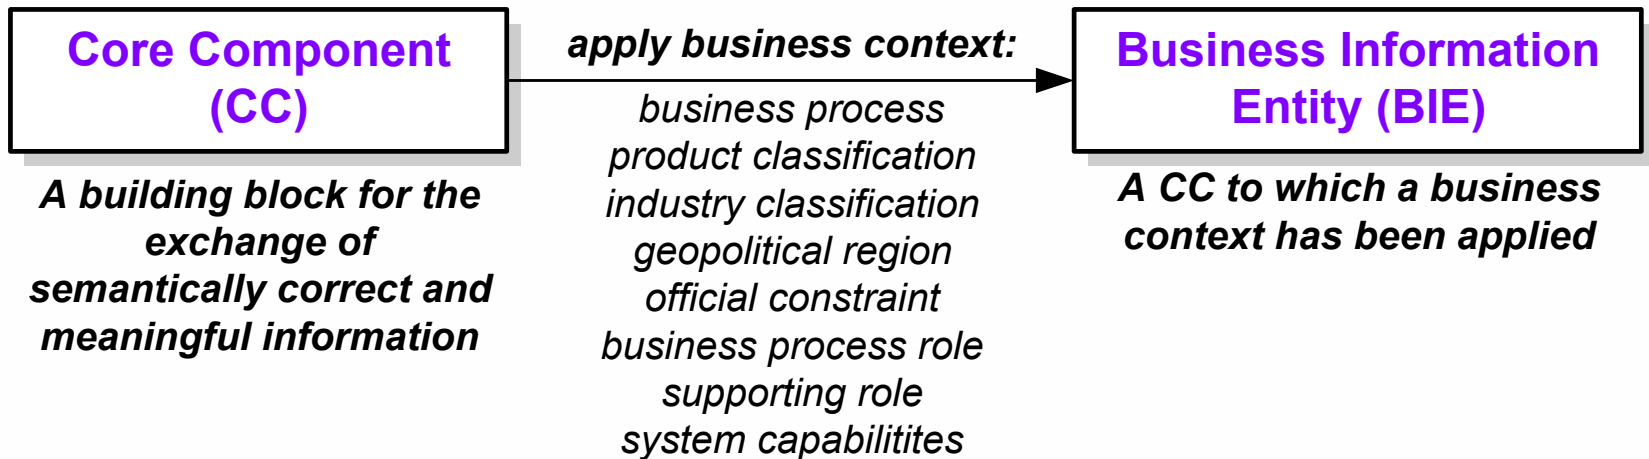 Core Component
(CC)
A building block for the
exchange of
semantically correct and
meaningful information
apply business context:
business process
product classification
industry classification
geopolitical region
official constraint
business process role
supporting role
system capabilitites
Business Information
Entity (BIE)
A CC to which a business
context has been applied